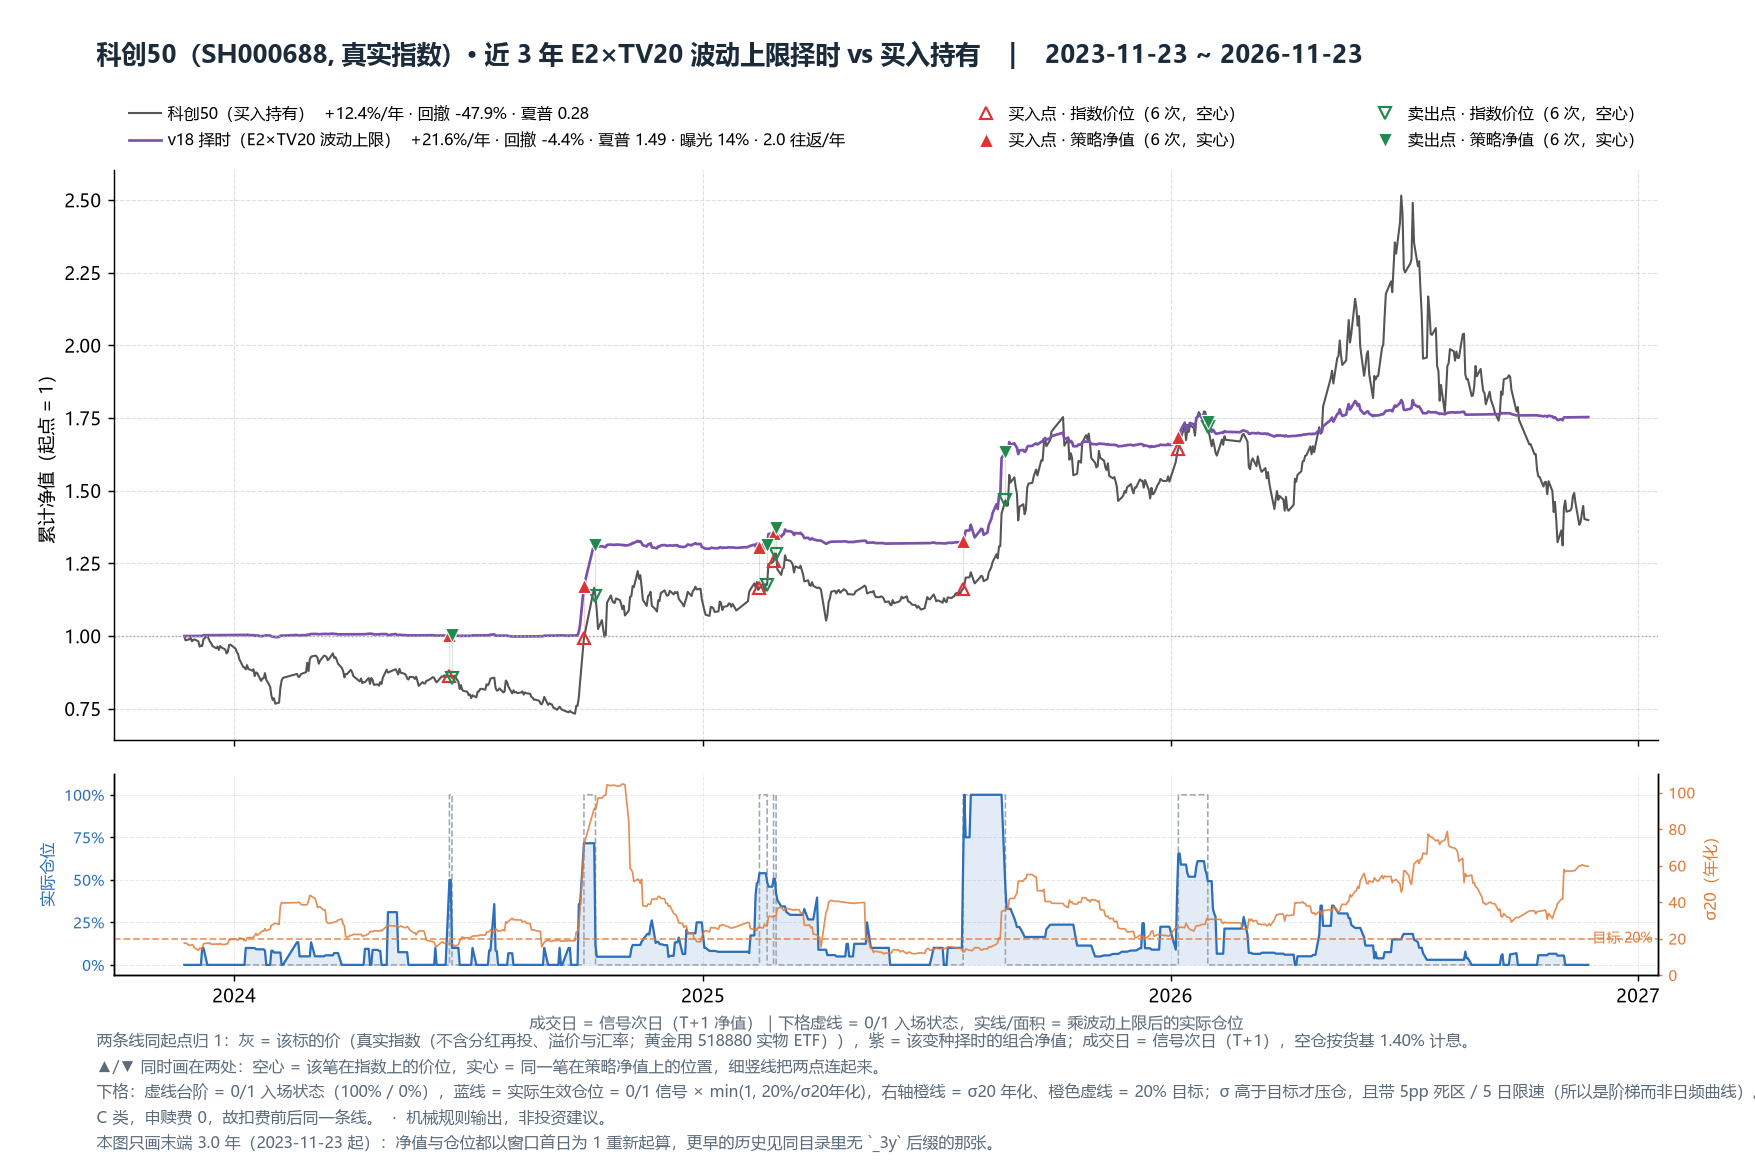 科创50（SH000688, 真实指数）• 近 3 年 E2×TV20 波动上限择时 vs 买入持有 | 2023-11-23 ~ 2026-11-23
科创50（买入持有） +12.4%/年 · 回撤 -47.9% · 夏普 0.28
v18 择时（E2×TV20 波动上限） +21.6%/年 · 回撤 -4.4% · 夏普 1.49 · 曝光 14% · 2.0 往返/年
买入点 · 指数价位（6 次，空心）
买入点 · 策略净值（6 次，实心）
卖出点 · 指数价位（6 次，空心）
卖出点 · 策略净值（6 次，实心）
累计净值（起点 = 1）
2.50
2.25
2.00
1.75
1.50
1.25
1.00
0.75
实际仓位
100%
75%
50%
25%
0%
100
80
60
40
20
0
σ20（年化）
目标 20%
2024
2025
2026
2027
成交日 = 信号次日（T+1 净值）｜下格虚线 = 0/1 入场状态，实线/面积 = 乘波动上限后的实际仓位
两条线同起点归 1：灰 = 该标的价（真实指数（不含分红再投、溢价与汇率；黄金用 518880 实物 ETF）），紫 = 该变种择时的组合净值；成交日 = 信号次日（T+1），空仓按货基 1.40% 计息。
▲/▼ 同时画在两处：空心 = 该笔在指数上的价位，实心 = 同一笔在策略净值上的位置，细竖线把两点连起来。
下格：虚线台阶 = 0/1 入场状态（100% / 0%），蓝线 = 实际生效仓位 = 0/1 信号 × min(1, 20%/σ20年化)，右轴橙线 = σ20 年化、橙色虚线 = 20% 目标；σ 高于目标才压仓，且带 5pp 死区 / 5 日限速（所以是阶梯而非日频曲线），
C 类，申赎费 0，故扣费前后同一条线。 · 机械规则输出，非投资建议。
本图只画末端 3.0 年（2023-11-23 起）：净值与仓位都以窗口首日为 1 重新起算，更早的历史见同目录里无 `_3y` 后缀的那张。